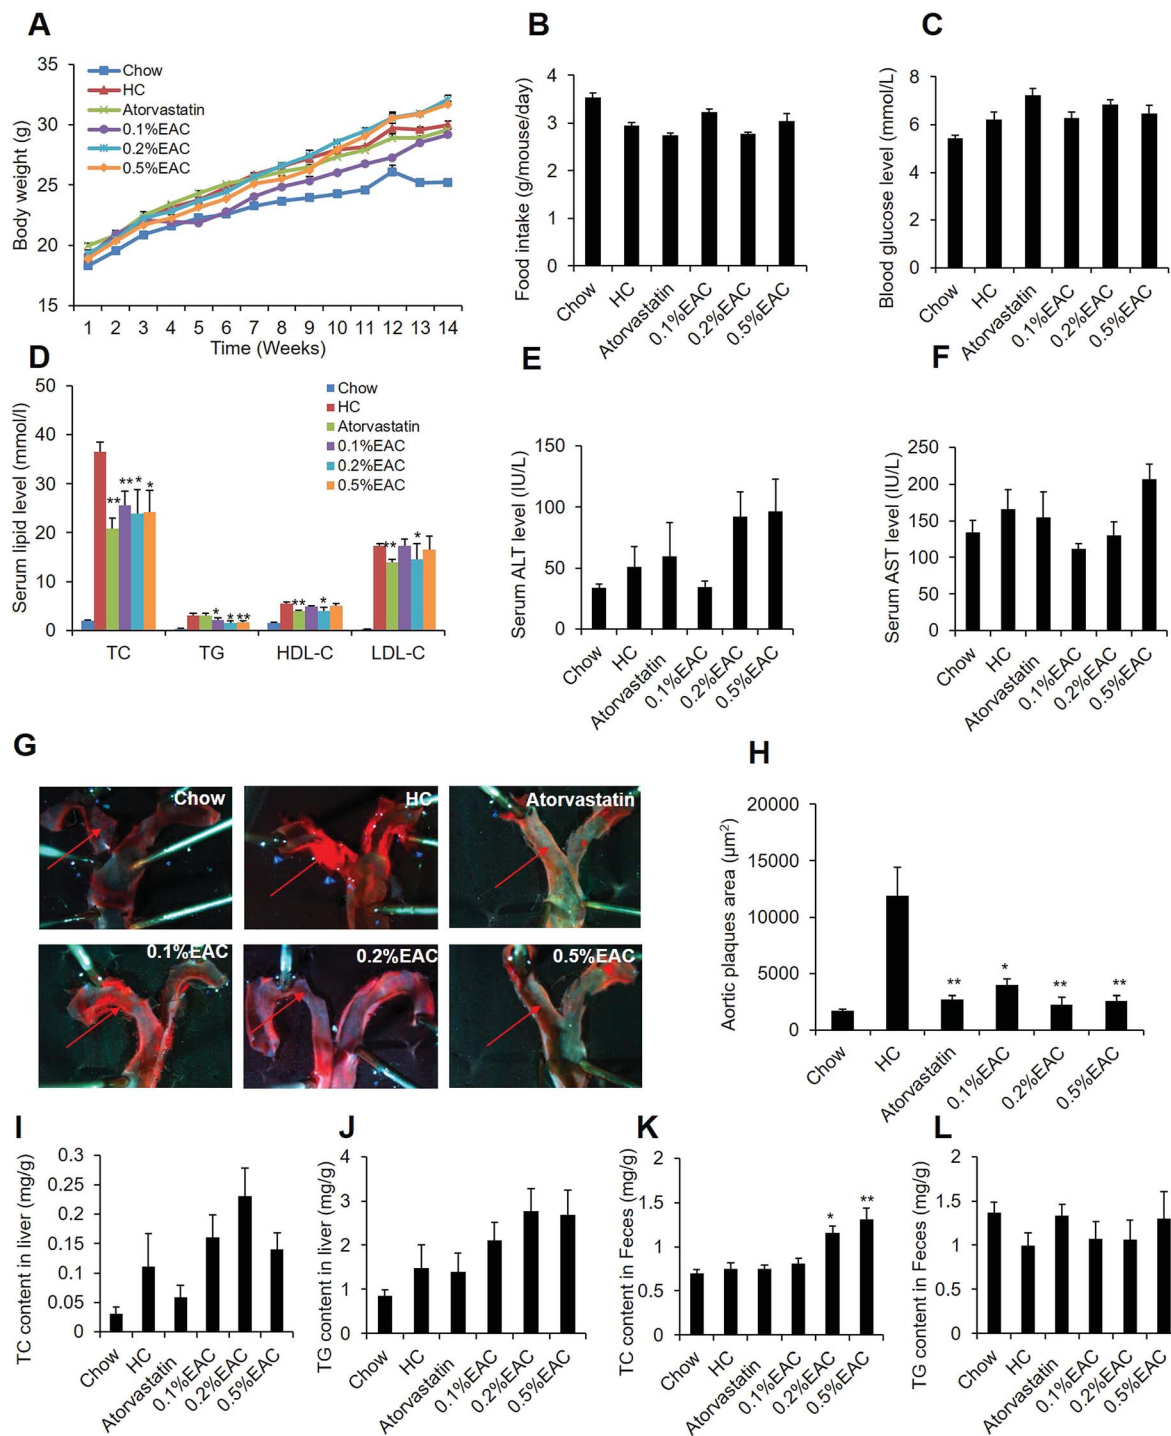 A
Body weight (g)
35
30
25
20
15
Chow
HC
Atorvastatin
0.1%EAC
0.2%EAC
0.5%EAC
1 2 3 4 5 6 7 8 9 10 11 12 13 14
Time (Weeks)
B
Food intake (g/mouse/day)
4
3
2
1
0
Chow
HC
Atorvastatin
0.1%EAC
0.2%EAC
0.5%EAC
C
Blood glucose level (mmol/L)
8
6
4
2
0
Chow
HC
Atorvastatin
0.1%EAC
0.2%EAC
0.5%EAC
D
Serum lipid level (mmol/l)
50
40
30
20
10
0
Chow
HC
Atorvastatin
0.1%EAC
0.2%EAC
0.5%EAC
** ** * *
* * **
** *
** *
TC TG HDL-C LDL-C
E
Serum ALT level (IU/L)
150
100
50
0
Chow
HC
Atorvastatin
0.1%EAC
0.2%EAC
0.5%EAC
F
Serum AST level (IU/L)
250
200
150
100
50
0
Chow
HC
Atorvastatin
0.1%EAC
0.2%EAC
0.5%EAC
G
Chow
HC
Atorvastatin
0.1%EAC
0.2%EAC
0.5%EAC
H
Aortic plaques area (µm²)
20000
15000
10000
5000
0
** * ** **
Chow
HC
Atorvastatin
0.1%EAC
0.2%EAC
0.5%EAC
I
TC content in liver (mg/g)
0.3
0.25
0.2
0.15
0.1
0.05
0
Chow
HC
Atorvastatin
0.1%EAC
0.2%EAC
0.5%EAC
J
TG content in liver (mg/g)
4
3
2
1
0
Chow
HC
Atorvastatin
0.1%EAC
0.2%EAC
0.5%EAC
K
TC content in Feces (mg/g)
2
1.5
1
0.5
0
* **
Chow
HC
Atorvastatin
0.1%EAC
0.2%EAC
0.5%EAC
L
TG content in Feces (mg/g)
2
1.5
1
0.5
0
Chow
HC
Atorvastatin
0.1%EAC
0.2%EAC
0.5%EAC